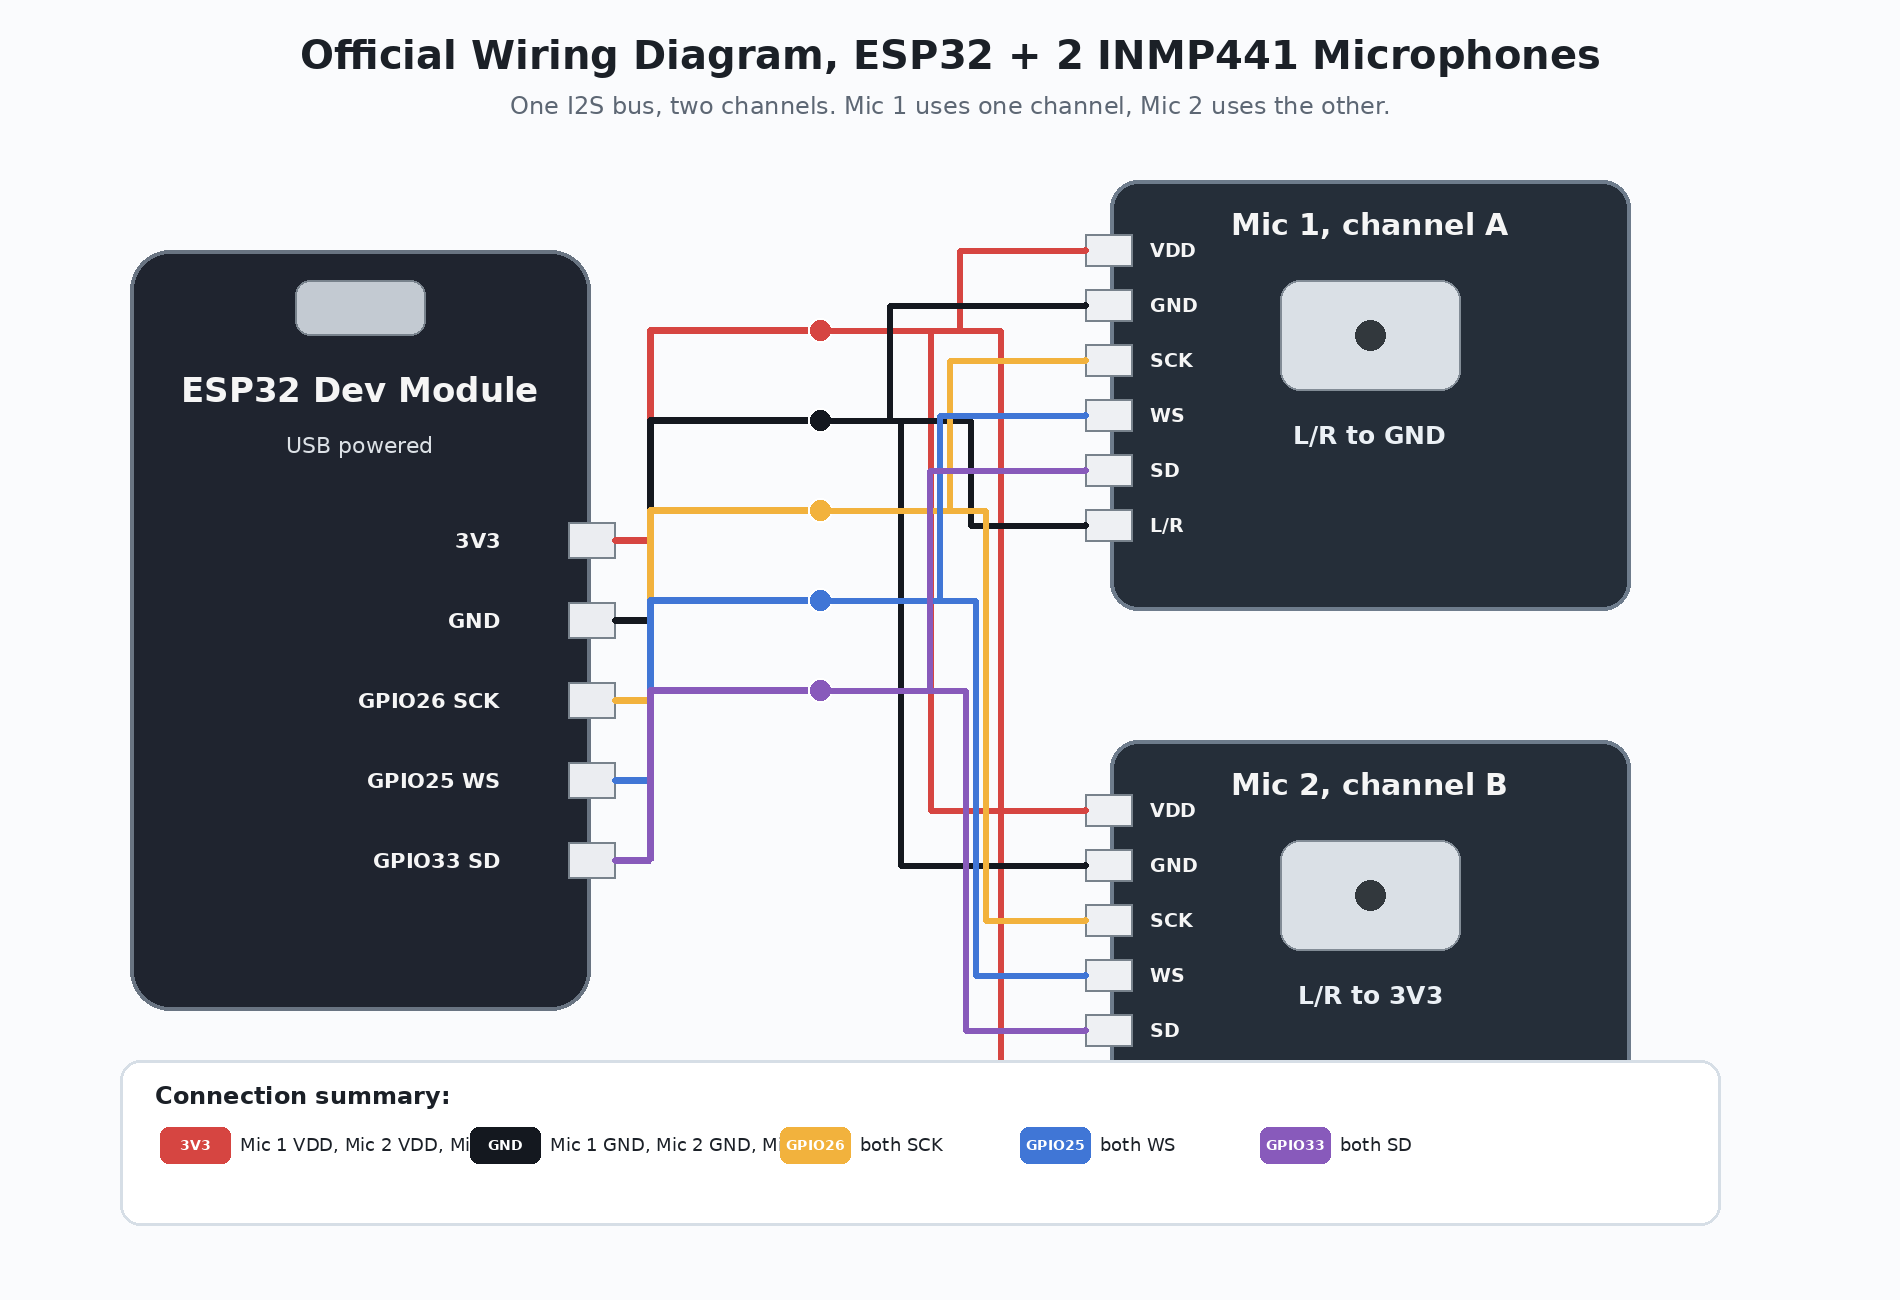 Official Wiring Diagram, ESP32 + 2 INMP441 Microphones
One I2S bus, two channels. Mic 1 uses one channel, Mic 2 uses the other.
ESP32 Dev Module
USB powered
3V3
GND
GPIO26 SCK
GPIO25 WS
GPIO33 SD
Mic 1, channel A
VDD
GND
SCK
WS
L/R to GND
SD
L/R
Mic 2, channel B
VDD
GND
SCK
WS
L/R to 3V3
SD
Connection summary:
3V3 Mic 1 VDD, Mic 2 VDD, Mi GND Mic 1 GND, Mic 2 GND, M GPIO26 both SCK GPIO25 both WS GPIO33 both SD